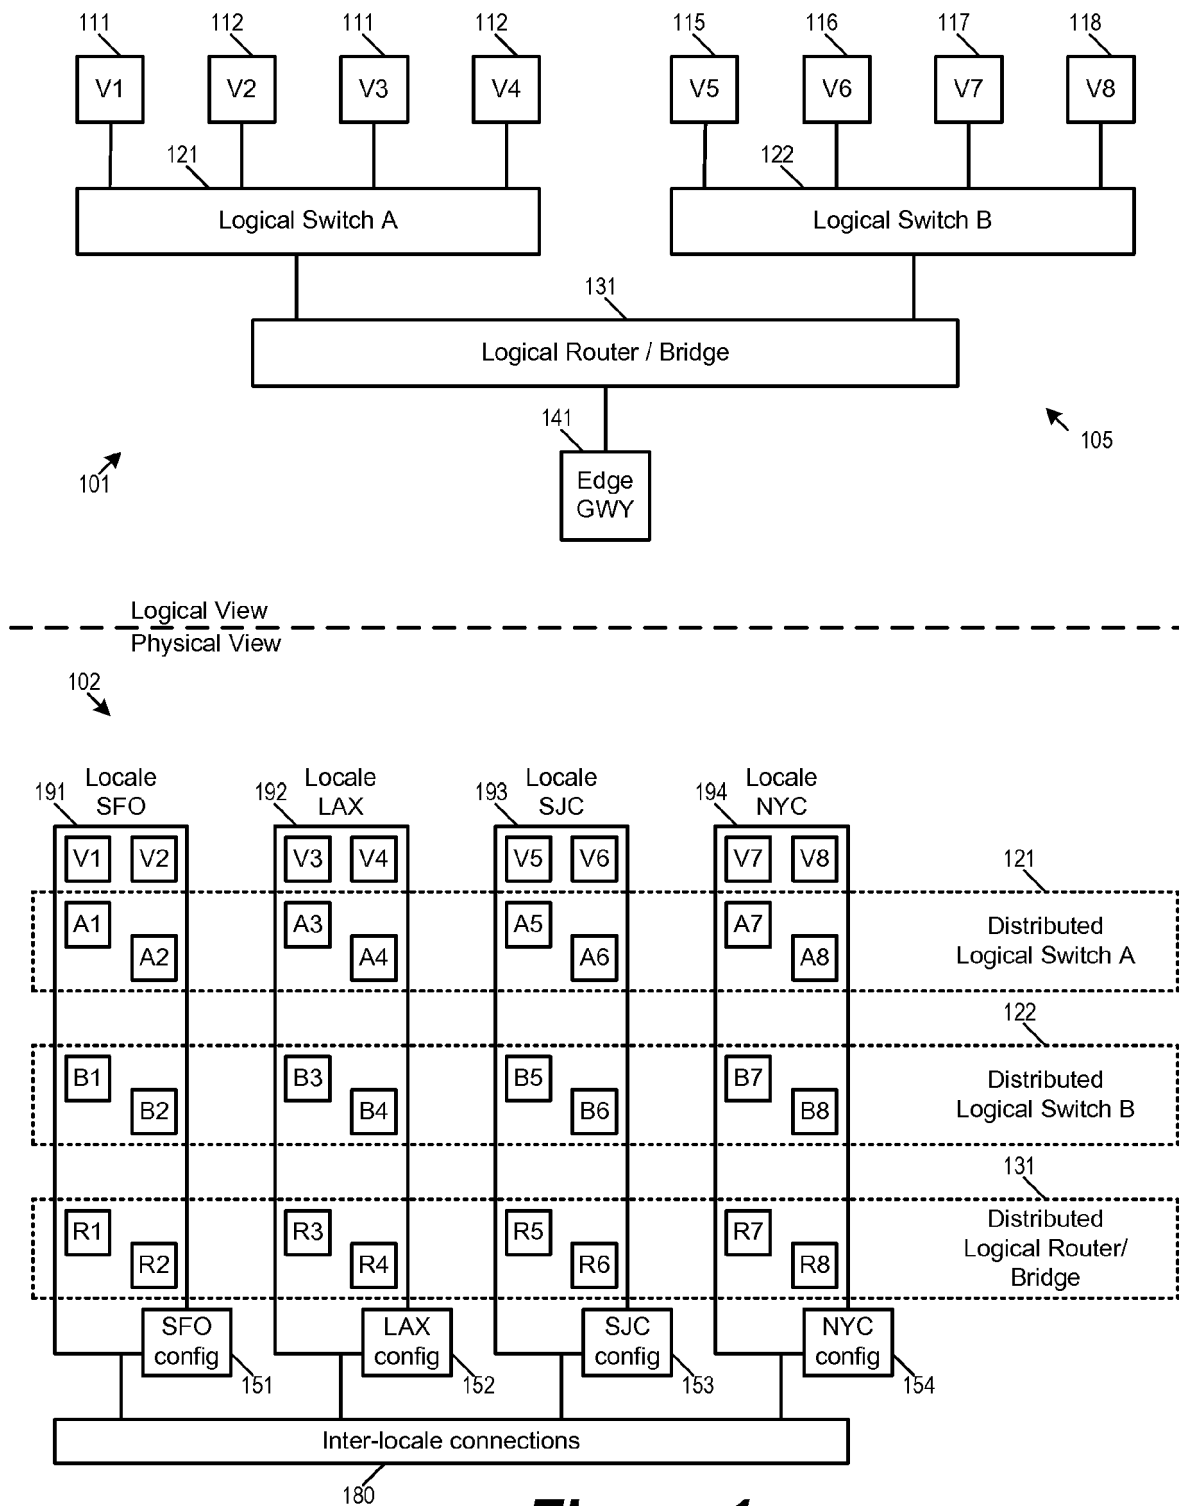 111 112 111 112 115 116 117 118
V1 V2 V3 V4 V5 V6 V7 V8
121 122
Logical Switch A Logical Switch B
131
Logical Router / Bridge
141
105
101
Edge
GWY
Logical View
Physical View
102
191 Locale SFO
192 Locale LAX
193 Locale SJC
194 Locale NYC
V1 V2 V3 V4 V5 V6 V7 V8
121
A1 A3 A5 A7 Distributed
A2 A4 A6 A8 Logical Switch A
122
B1 B3 B5 B7 Distributed
B2 B4 B6 B8 Logical Switch B
131
R1 R3 R5 R7 Distributed
Logical Router/
R2 R4 R6 R8 Bridge
SFO LAX SJC NYC
config config config config
151 152 153 154
Inter-locale connections
180